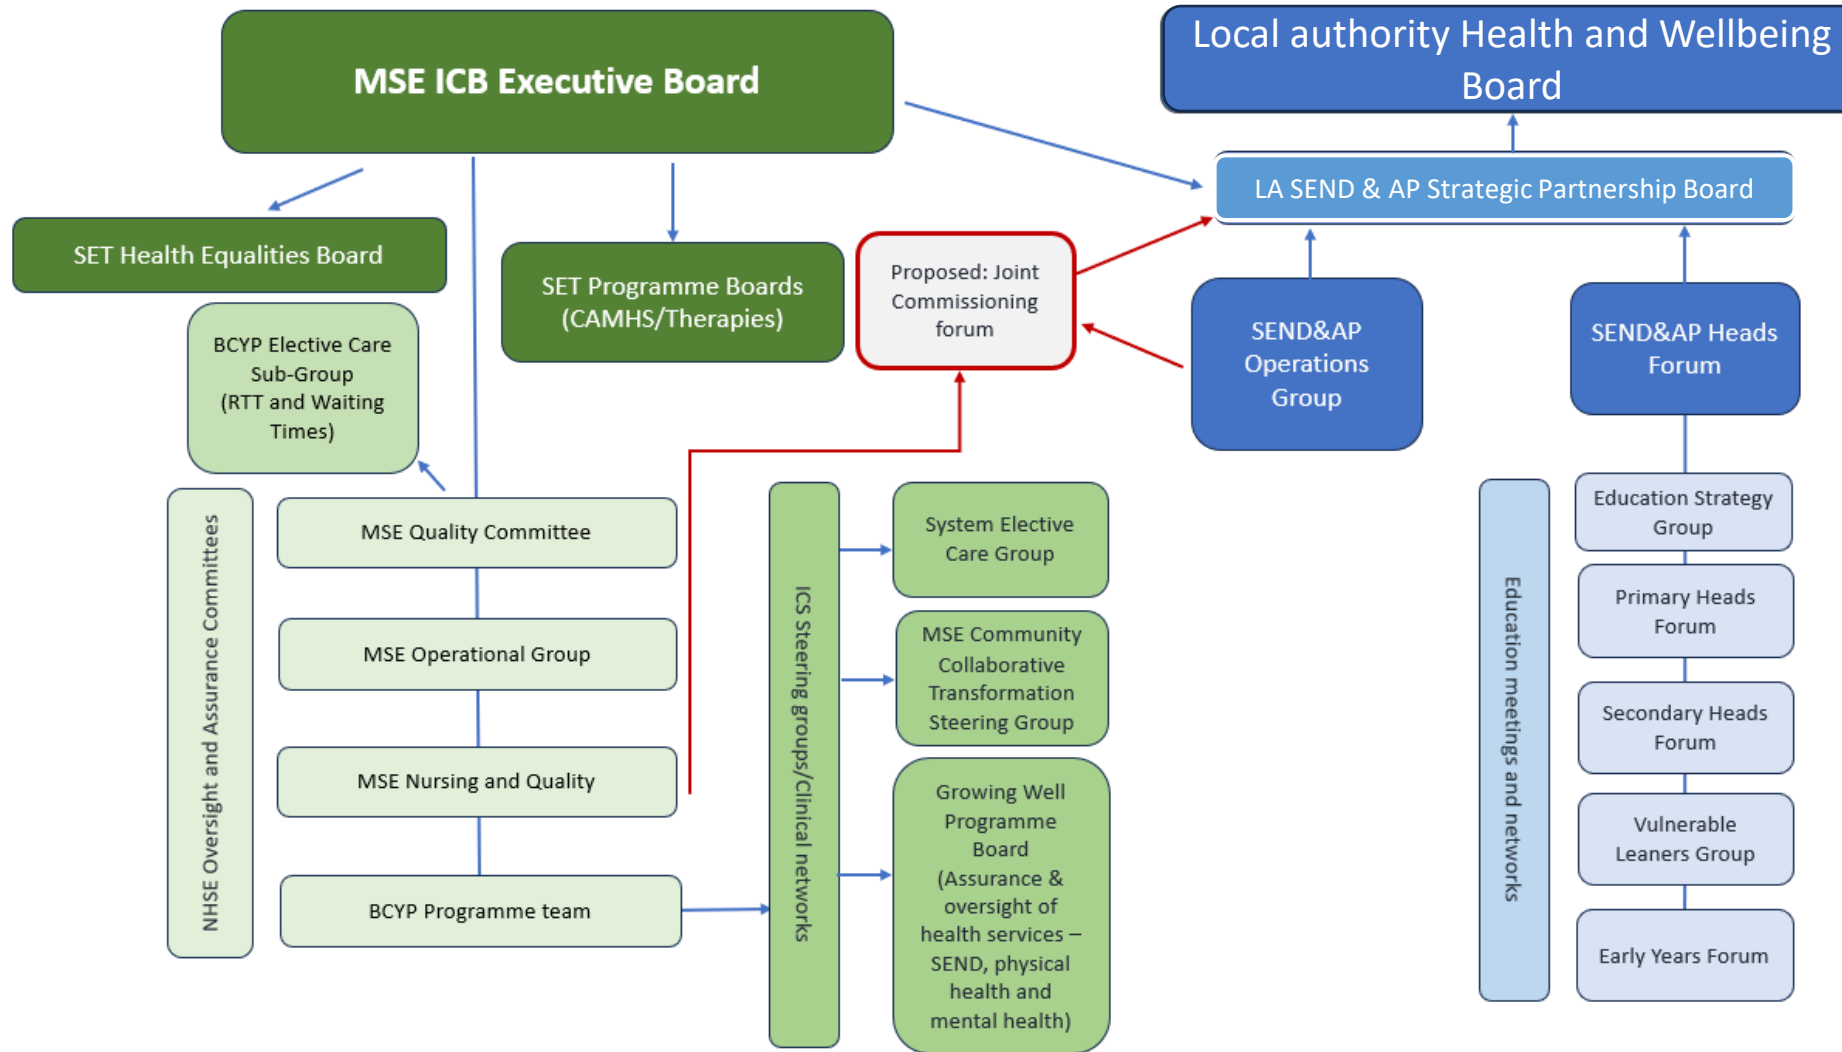 MSE ICB Executive Board
Local authority Health and Wellbeing
Board
LA SEND & AP Strategic Partnership Board
SET Health Equalities Board
SET Programme Boards
(CAMHS/Therapies)
Proposed: Joint
Commissioning
forum
SEND&AP
Operations
Group
SEND&AP Heads
Forum
BCYP Elective Care
Sub-Group
(RTT and Waiting
Times)
NHSE Oversight and Assurance Committees
MSE Quality Committee
MSE Operational Group
MSE Nursing and Quality
BCYP Programme team
ICS Steering groups/Clinical networks
System Elective
Care Group
MSE Community
Collaborative
Transformation
Steering Group
Growing Well
Programme
Board
(Assurance &
oversight of
health services –
SEND, physical
health and
mental health)
Education meetings and networks
Education Strategy
Group
Primary Heads
Forum
Secondary Heads
Forum
Vulnerable
Leaners Group
Early Years Forum